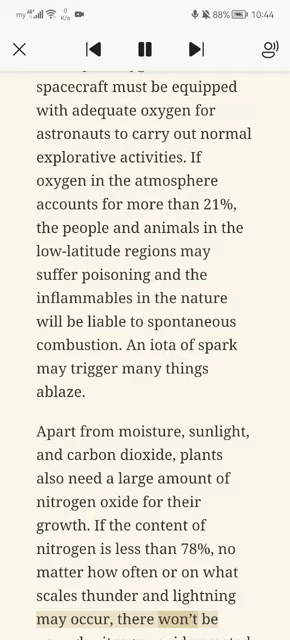 my
0
K/s
88%
10:44
spacecraft must be equipped
with adequate oxygen for
astronauts to carry out normal
explorative activities. If
oxygen in the atmosphere
accounts for more than 21%,
the people and animals in the
low-latitude regions may
suffer poisoning and the
inflammables in the nature
will be liable to spontaneous
combustion. An iota of spark
may trigger many things
ablaze.
Apart from moisture, sunlight,
and carbon dioxide, plants
also need a large amount of
nitrogen oxide for their
growth. If the content of
nitrogen is less than 78%, no
matter how often or on what
scales thunder and lightning
may occur, there won't be